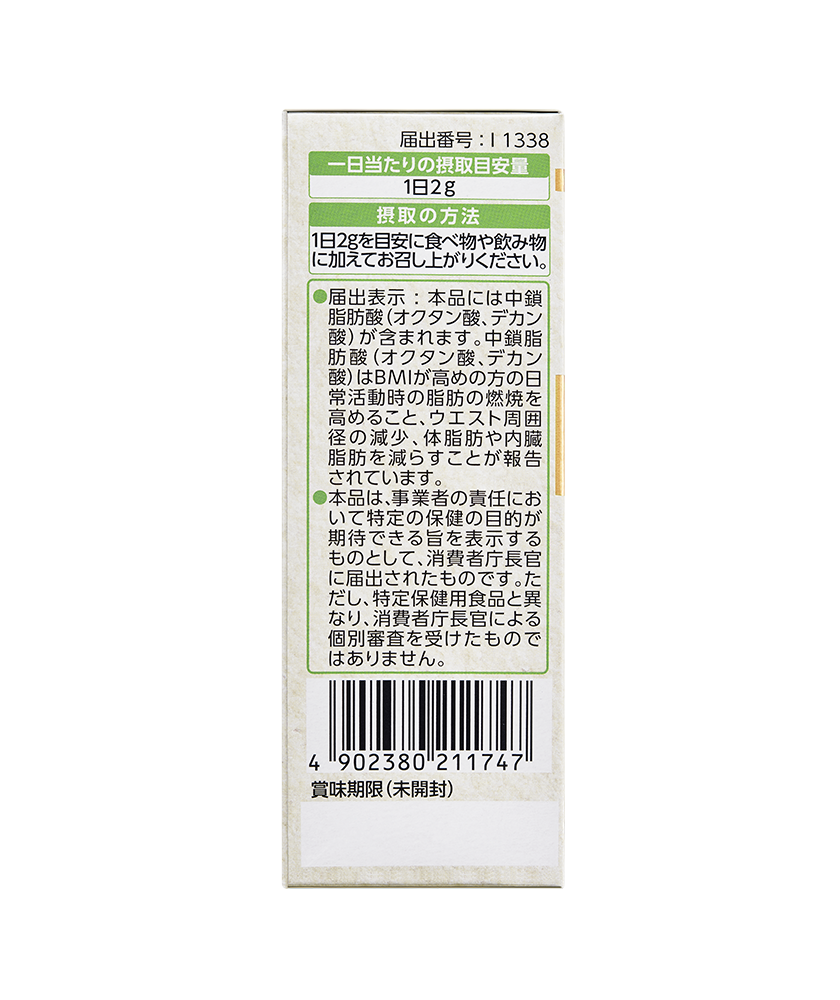 届出番号：I 1338
一日当たりの摂取目安量
1日2g
摂取の方法
1日2gを目安に食べ物や飲み物
に加えてお召し上がりください。
●届出表示：本品には中鎖
脂肪酸（オクタン酸、デカン
酸）が含まれます。中鎖脂
肪酸（オクタン酸、デカン
酸）はBMIが高めの方の日
常活動時の脂肪の燃焼を
高めること、ウエスト周囲
径の減少、体脂肪や内臓
脂肪を減らすことが報告
されています。
●本品は、事業者の責任にお
いて特定の保健の目的が
期待できる旨を表示する
ものとして、消費者庁長官
に届出されたものです。た
だし、特定保健用食品と異
なり、消費者庁長官による
個別審査を受けたもので
はありません。
4 902380 211747
賞味期限（未開封）